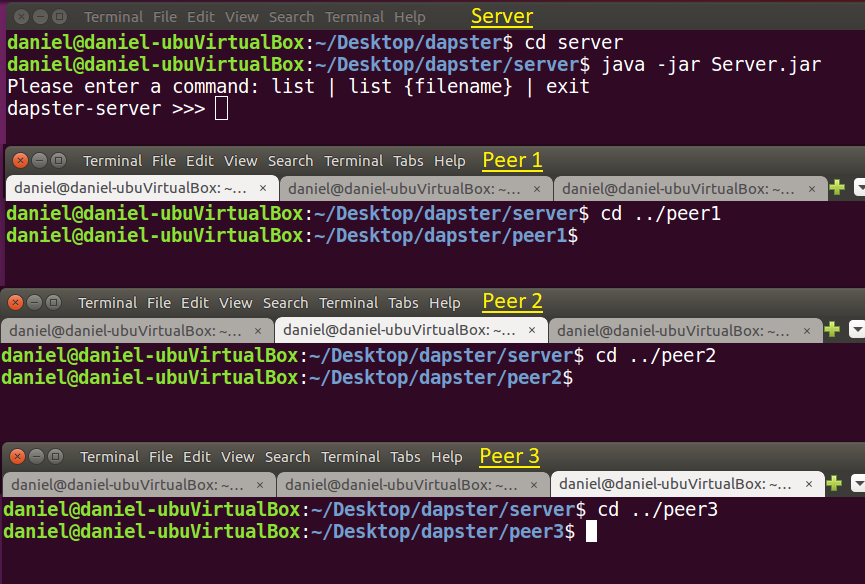 Terminal File Edit View Search Terminal Help Server
daniel@daniel-ubuVirtualBox:~/Desktop/dapster$ cd server
daniel@daniel-ubuVirtualBox:~/Desktop/dapster/server$ java -jar Server.jar
Please enter a command: list | list {filename} | exit
dapster-server >>>
Terminal File Edit View Search Terminal Tabs Help Peer 1
daniel@daniel-ubuVirtualBox: ~... × daniel@daniel-ubuVirtualBox: ~... × daniel@daniel-ubuVirtualBox: ~... ×
daniel@daniel-ubuVirtualBox:~/Desktop/dapster/server$ cd ../peer1
daniel@daniel-ubuVirtualBox:~/Desktop/dapster/peer1$
Terminal File Edit View Search Terminal Tabs Help Peer 2
daniel@daniel-ubuVirtualBox: ~... × daniel@daniel-ubuVirtualBox: ~... × daniel@daniel-ubuVirtualBox: ~... ×
daniel@daniel-ubuVirtualBox:~/Desktop/dapster/server$ cd ../peer2
daniel@daniel-ubuVirtualBox:~/Desktop/dapster/peer2$
Terminal File Edit View Search Terminal Tabs Help Peer 3
daniel@daniel-ubuVirtualBox: ~... × daniel@daniel-ubuVirtualBox: ~... × daniel@daniel-ubuVirtualBox: ~... ×
daniel@daniel-ubuVirtualBox:~/Desktop/dapster/server$ cd ../peer3
daniel@daniel-ubuVirtualBox:~/Desktop/dapster/peer3$